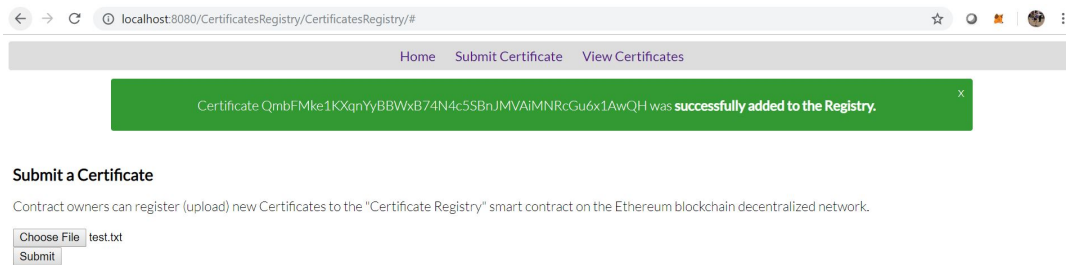 localhost:8080/CertificatesRegistry/CertificatesRegistry/#
Home Submit Certificate View Certificates
Certificate QmbFMke1KXqnYyBBWxB74N4c5SBnJMVAiMNRcGu6x1AwQH was successfully added to the Registry.
x
Submit a Certificate
Contract owners can register (upload) new Certificates to the "Certificate Registry" smart contract on the Ethereum blockchain decentralized network.
Choose File test.txt
Submit